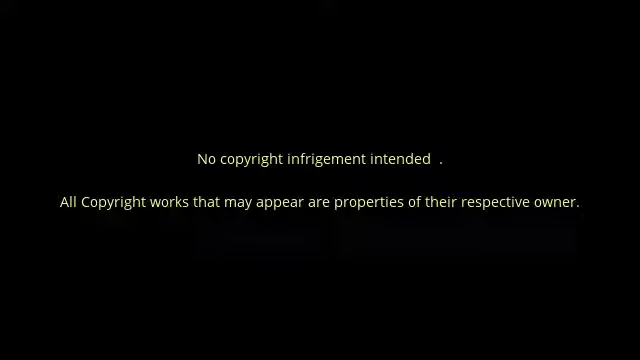 No copyright infrigement intended  .
All Copyright works that may appear are properties of their respective owner.